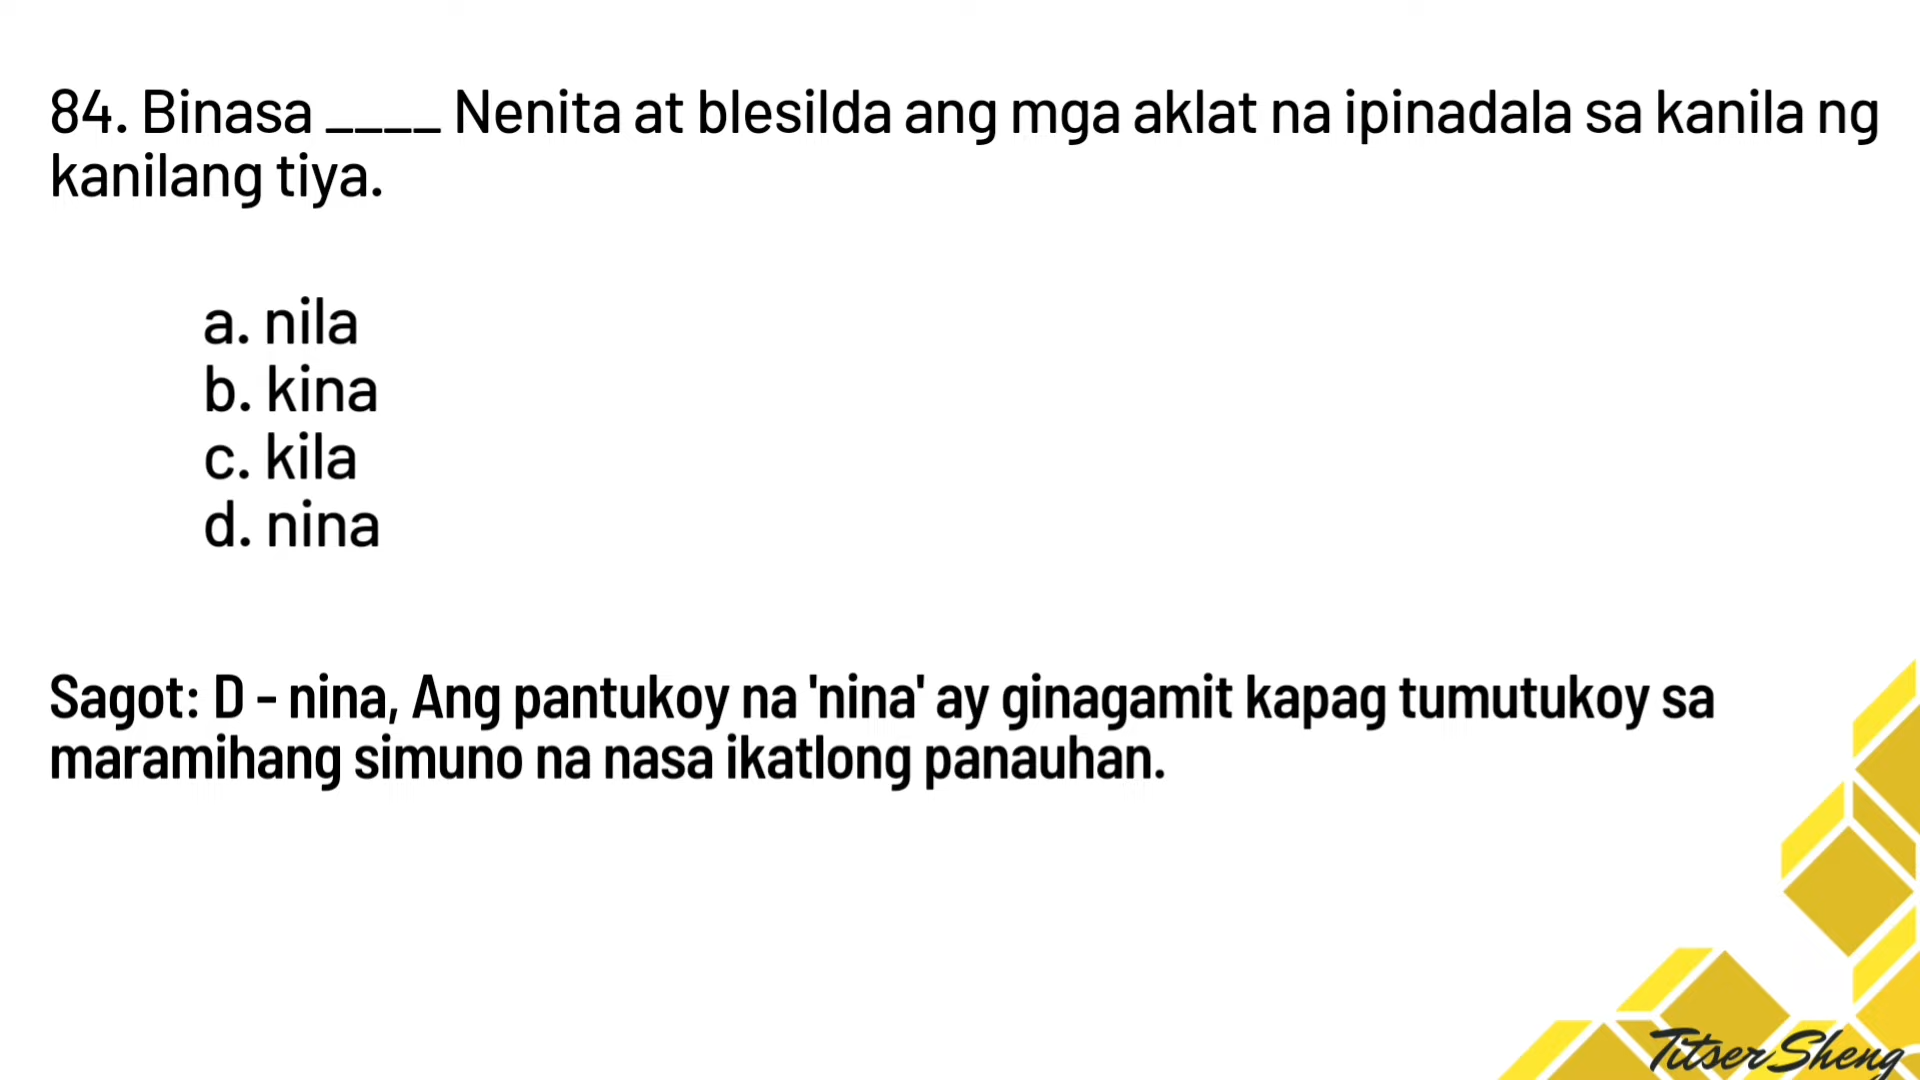 84. Binasa ____ Nenita at blesilda ang mga aklat na ipinadala sa kanila ng
kanilang tiya.
a. nila
b. kina
c. kila
d. nina
Sagot: D - nina, Ang pantukoy na 'nina' ay ginagamit kapag tumutukoy sa
maramihang simuno na nasa ikatlong panauhan.
Titser Sheng